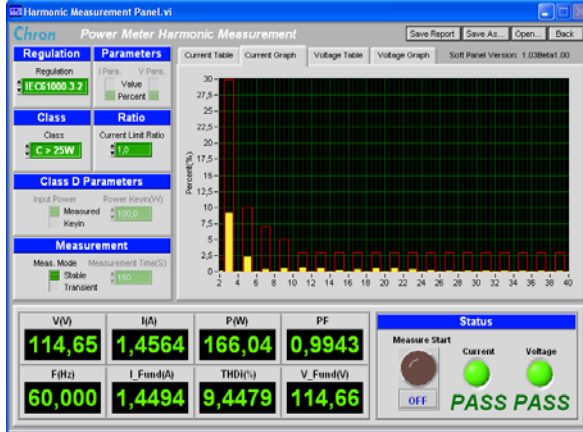 Harmonic Measurement Panel.vi
Chron Power Meter Harmonic Measurement
Save Report Save As... Open... Back
Regulation Parameters
Current Table Current Graph Voltage Table Voltage Graph Soft Panel Version: 1.03Beta1.00
Regulation
IEC61000.3.2
I Para. V Para.
Value
Percent
Class Ratio
Class
C > 25W
Current Limit Ratio
1,0
Class D Parameters
Input Power Power Keyin(W)
Measured 100,0
Keyin
Measurement
Meas. Mode Measurement Time(S)
Stable 150
Transient
Percent(%)
30
27,5
25
22,5
20
17,5
15
12,5
10
7,5
5
2,5
0
2 4 6 8 10 12 14 16 18 20 22 24 26 28 30 32 34 36 38 40
V(V) I(A) P(W) PF
114,65 1,4564 166,04 0,9943
F(Hz) I_Fund(A) THDi(%) V_Fund(V)
60,000 1,4494 9,4479 114,66
Status
Measure Start
Current Voltage
OFF
PASS PASS